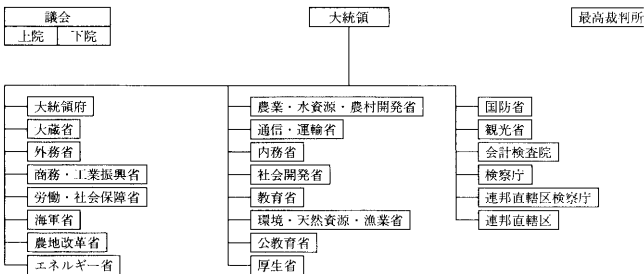 議会
上院 下院
大統領
最高裁判所
大統領府
大蔵省
外務省
商務・工業振興省
労働・社会保障省
海軍省
農地改革省
エネルギー省
農業・水資源・農村開発省
通信・運輸省
内務省
社会開発省
教育省
環境・天然資源・漁業省
公教育省
厚生省
国防省
観光省
会計検査院
検察庁
連邦直轄区検察庁
連邦直轄区